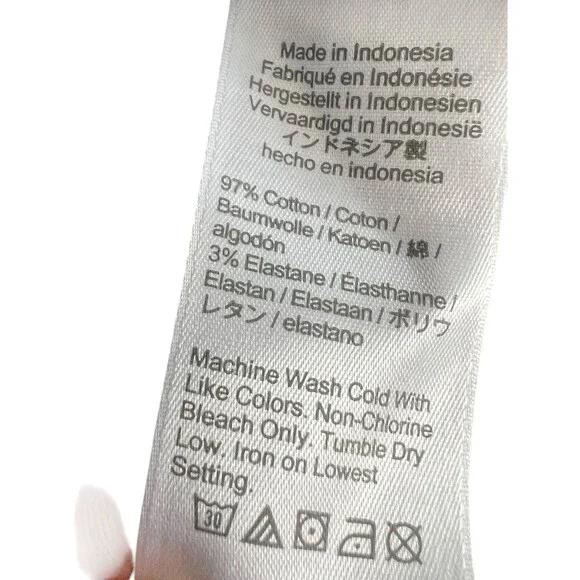 Made in Indonesia
Fabriqué en Indonésie
Hergestellt in Indonesien
Vervaardigd in Indonesië
インドネシア製
hecho en indonesia
97% Cotton / Coton /
Baumwolle / Katoen / 綿 /
algodón
3% Elastane / Élasthanne /
Elastan / Elastaan / ポリウ
レタン / elastano
Machine Wash Cold With
Like Colors. Non-Chlorine
Bleach Only. Tumble Dry
Low. Iron on Lowest
Setting.
30